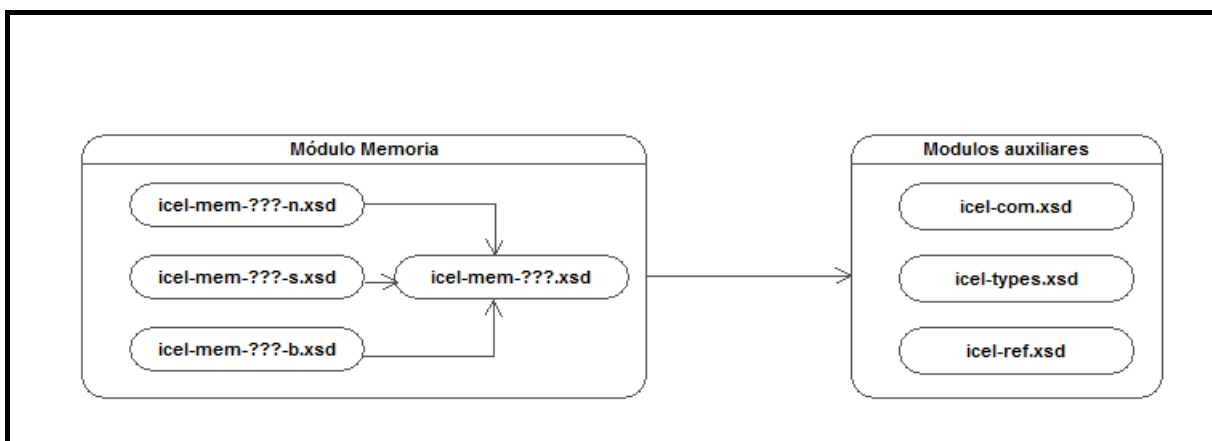 Módulo Memoria
icel-mem-???-n.xsd
icel-mem-???-s.xsd
icel-mem-???.xsd
icel-mem-???-b.xsd
Modulos auxiliares
icel-com.xsd
icel-types.xsd
icel-ref.xsd